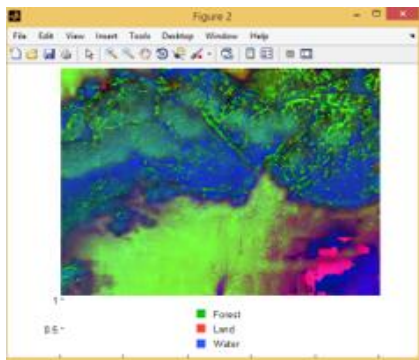 Figure 2
File Edit View Insert Tools Desktop Window Help
1
0.5
Forest
Land
Water